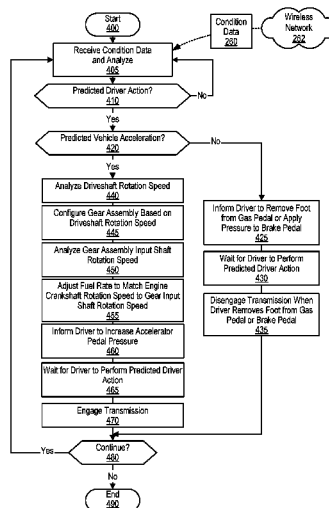 Start
400
Condition
Data
260
Wireless
Network
262
Receive Condition Data
and Analyze
405
Predicted Driver Action?
410
No
Yes
Predicted Vehicle Acceleration?
420
No
Yes
Analyze Driveshaft Rotation Speed
440
Configure Gear Assembly Based on
Driveshaft Rotation Speed
445
Analyze Gear Assembly Input Shaft
Rotation Speed
450
Adjust Fuel Rate to Match Engine
Crankshaft Rotation Speed to Gear Input
Shaft Rotation Speed
455
Inform Driver to Increase Accelerator
Pedal Pressure
460
Wait for Driver to Perform Predicted Driver
Action
465
Engage Transmission
470
Inform Driver to Remove Foot
from Gas Pedal or Apply
Pressure to Brake Pedal
425
Wait for Driver to Perform
Predicted Driver Action
430
Disengage Transmission When
Driver Removes Foot from Gas
Pedal or Brake Pedal
435
Yes
Continue?
480
No
End
490